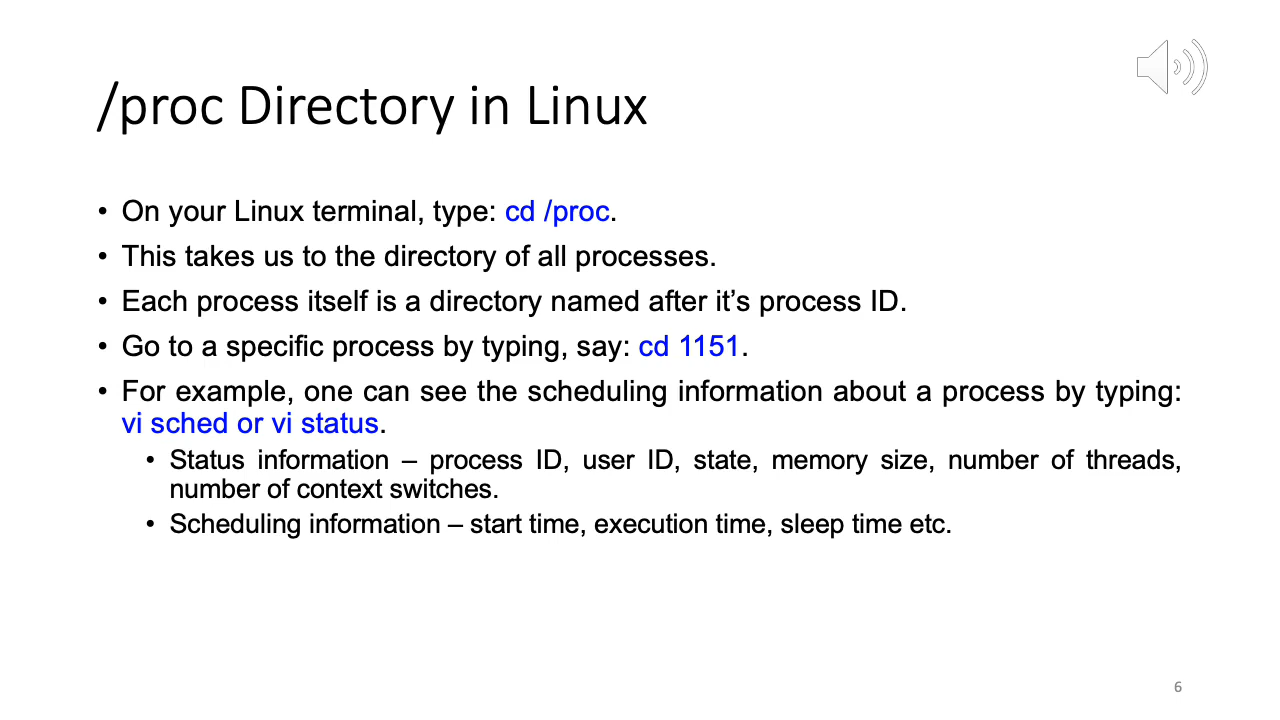 /proc Directory in Linux
• On your Linux terminal, type: cd /proc.
• This takes us to the directory of all processes.
• Each process itself is a directory named after it’s process ID.
• Go to a specific process by typing, say: cd 1151.
• For example, one can see the scheduling information about a process by typing:
vi sched or vi status.
• Status information – process ID, user ID, state, memory size, number of threads,
number of context switches.
• Scheduling information – start time, execution time, sleep time etc.
6